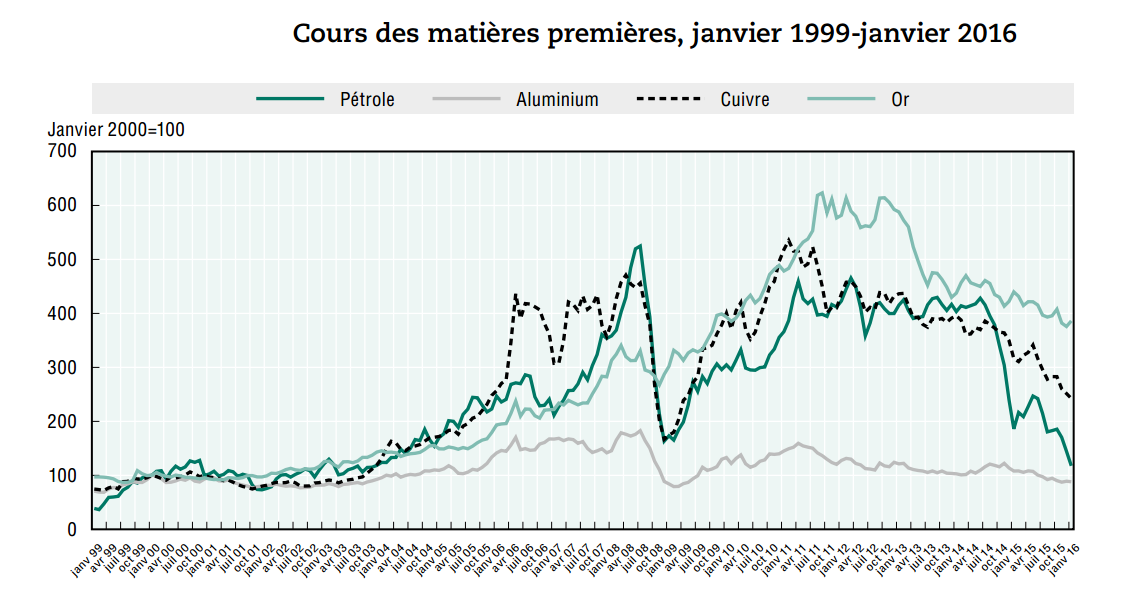 Cours des matières premières, janvier 1999-janvier 2016
Pétrole
Aluminium
Cuivre
Or
Janvier 2000=100
700
600
500
400
300
200
100
0
janv 99
avr 99
juil 99
oct 99
janv 00
avr 00
juil 00
oct 00
janv 01
avr 01
juil 01
oct 01
janv 02
avr 02
juil 02
oct 02
janv 03
avr 03
juil 03
oct 03
janv 04
avr 04
juil 04
oct 04
janv 05
avr 05
juil 05
oct 05
janv 06
avr 06
juil 06
oct 06
janv 07
avr 07
juil 07
oct 07
janv 08
avr 08
juil 08
oct 08
janv 09
avr 09
juil 09
oct 09
janv 10
avr 10
juil 10
oct 10
janv 11
avr 11
juil 11
oct 11
janv 12
avr 12
juil 12
oct 12
janv 13
avr 13
juil 13
oct 13
janv 14
avr 14
juil 14
oct 14
janv 15
avr 15
juil 15
oct 15
janv 16